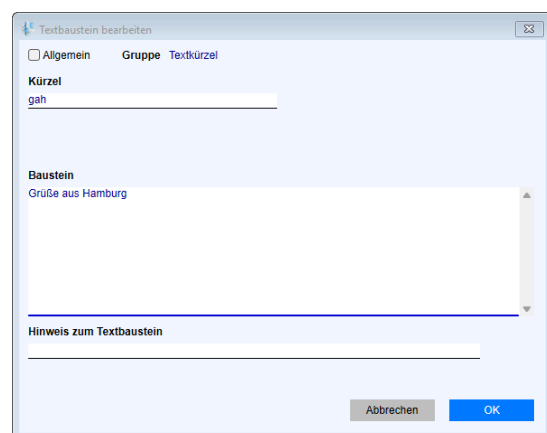 Textbaustein bearbeiten
Allgemein Gruppe Textkürzel
Kürzel
gah
Baustein
Grüße aus Hamburg
Hinweis zum Textbaustein
Abbrechen OK